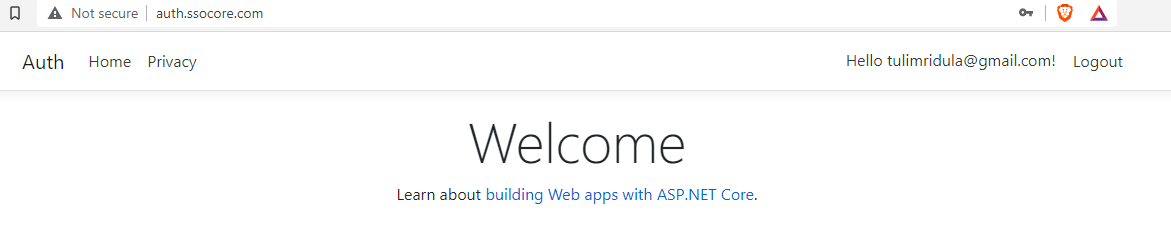 Not secure auth.ssocore.com
Auth Home Privacy Hello tulimridula@gmail.com! Logout
Welcome
Learn about building Web apps with ASP.NET Core.